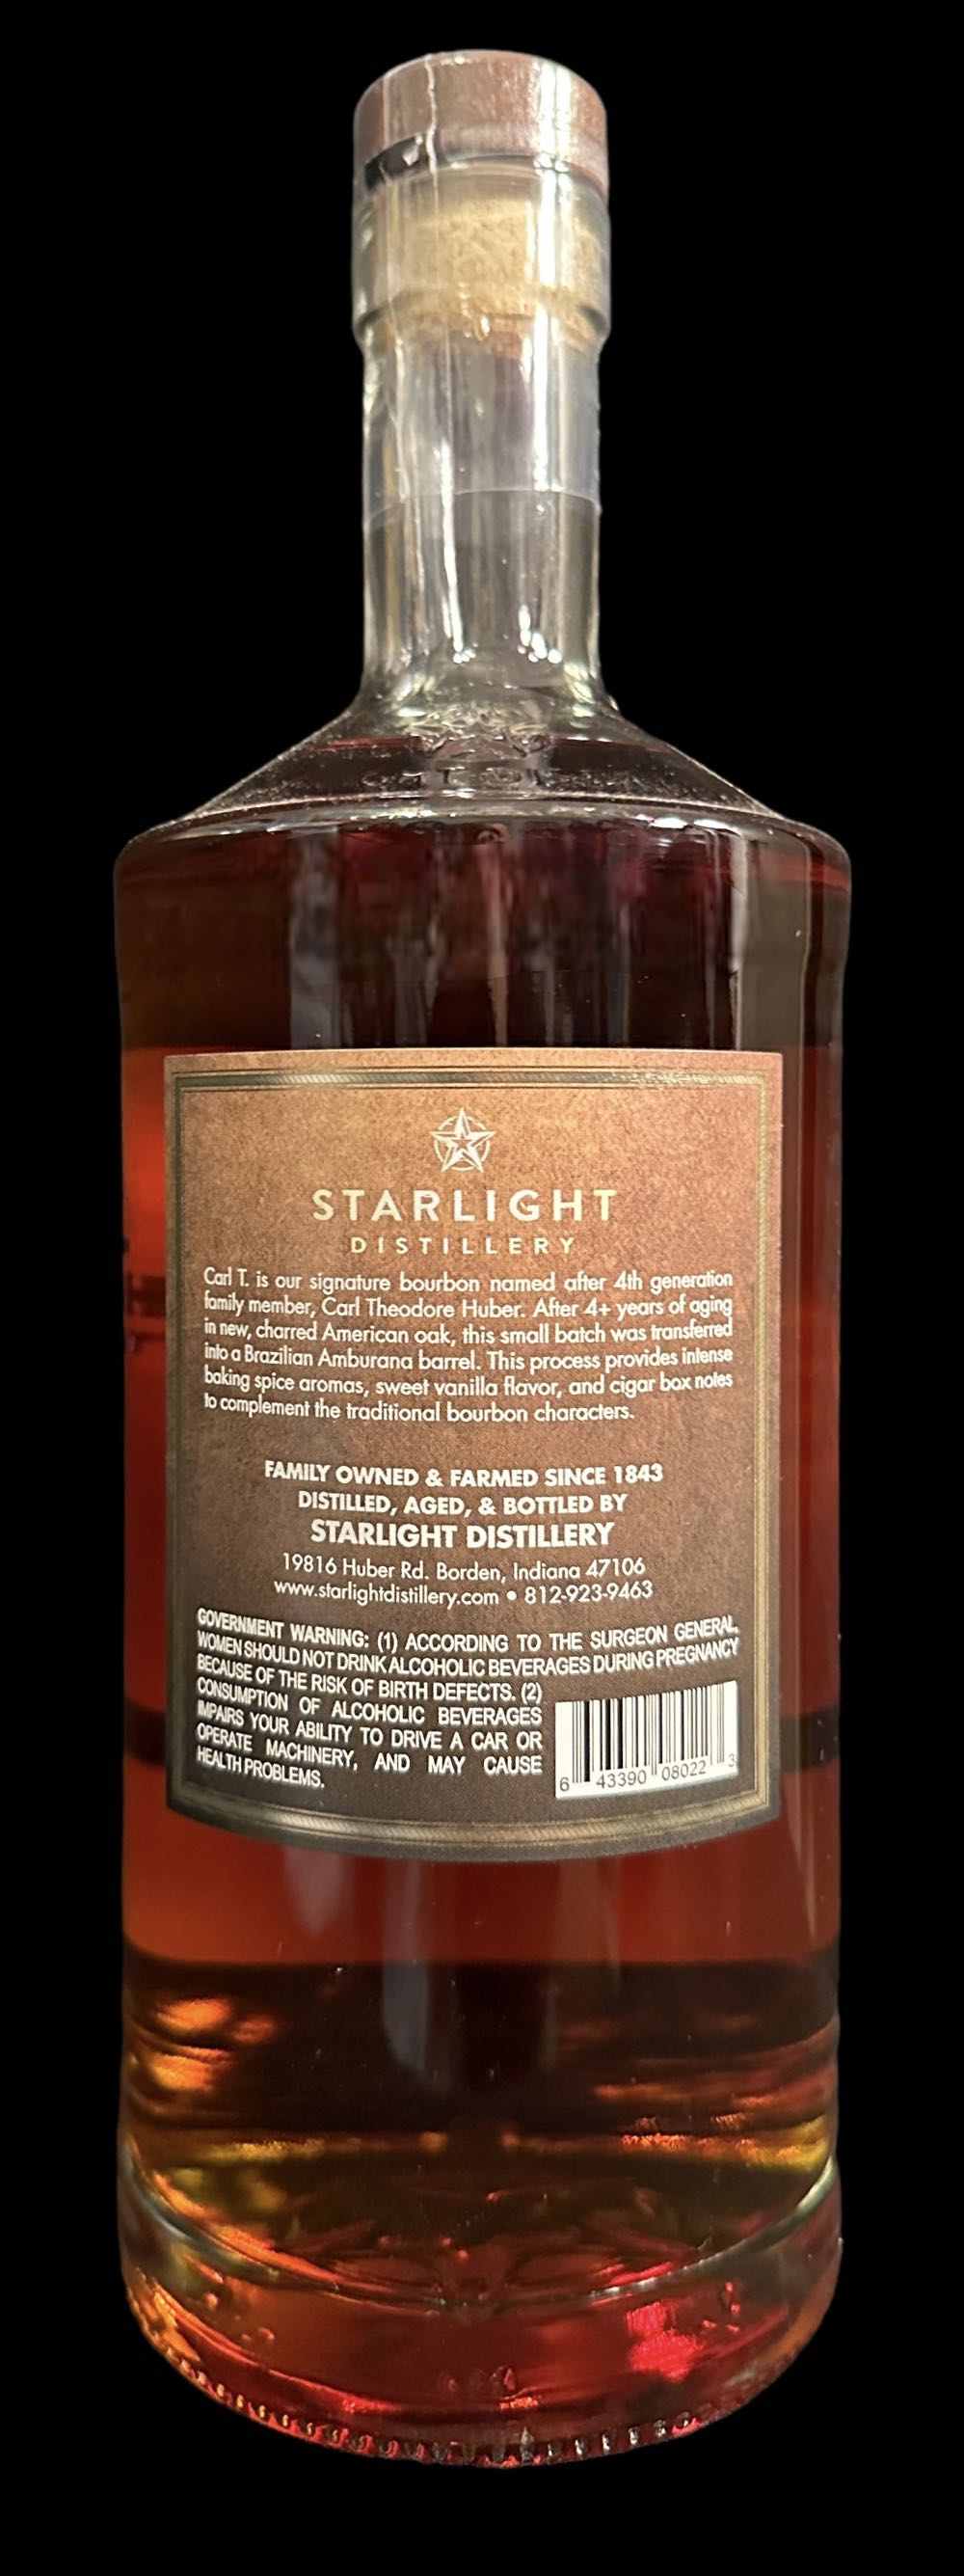 STARLIGHT
DISTILLERY
Carl T. is our signature bourbon named after 4th generation
family member, Carl Theodore Huber. After 4+ years of aging
in new, charred American oak, this small batch was transferred
into a Brazilian Amburana barrel. This process provides intense
baking spice aromas, sweet vanilla flavor, and cigar box notes
to complement the traditional bourbon characters.
FAMILY OWNED & FARMED SINCE 1843
DISTILLED, AGED, & BOTTLED BY
STARLIGHT DISTILLERY
19816 Huber Rd. Borden, Indiana 47106
www.starlightdistillery.com • 812-923-9463
GOVERNMENT WARNING: (1) ACCORDING TO THE SURGEON GENERAL,
WOMEN SHOULD NOT DRINK ALCOHOLIC BEVERAGES DURING PREGNANCY
BECAUSE OF THE RISK OF BIRTH DEFECTS. (2)
CONSUMPTION OF ALCOHOLIC BEVERAGES
IMPAIRS YOUR ABILITY TO DRIVE A CAR OR
OPERATE MACHINERY, AND MAY CAUSE
HEALTH PROBLEMS.
6 43390 08022 3